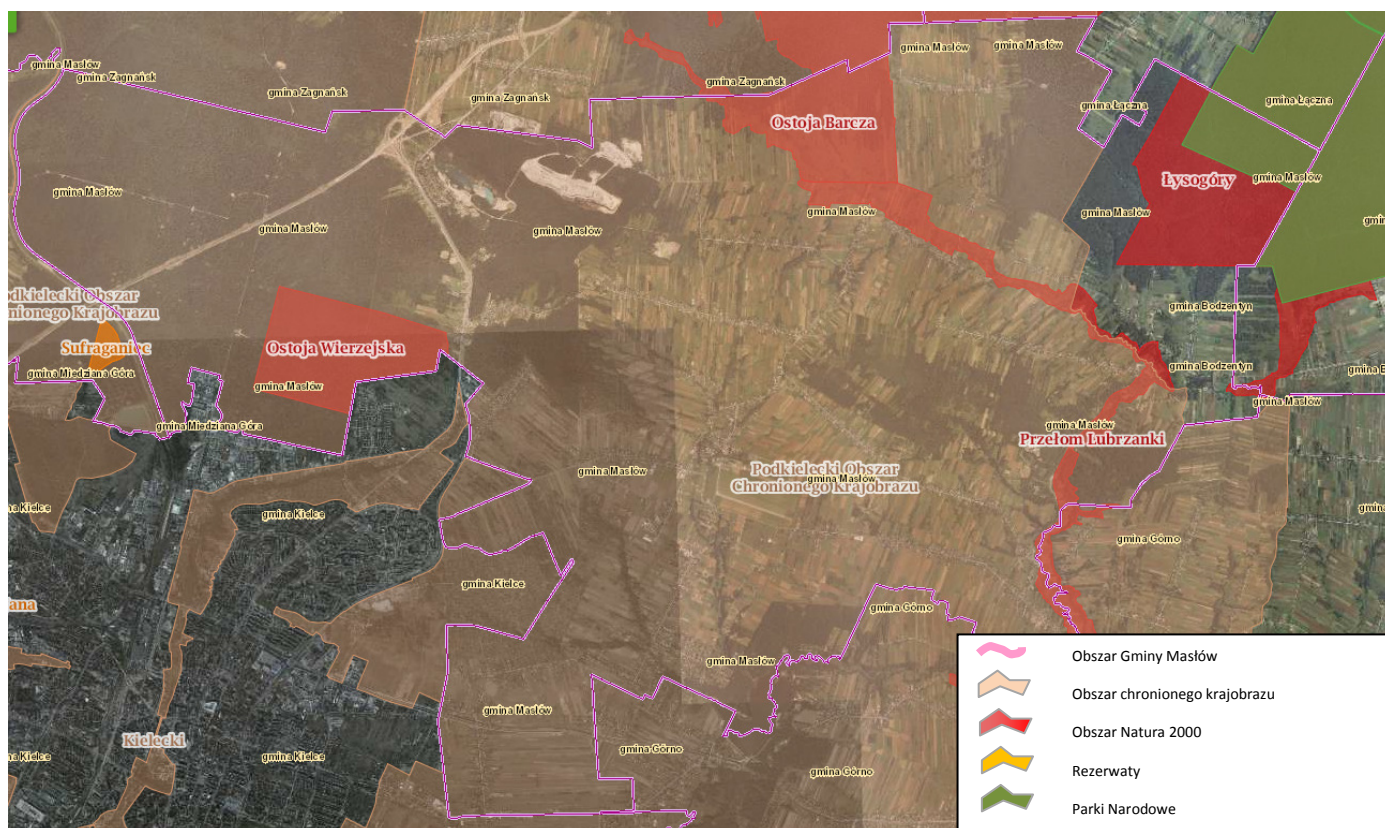 gmina Masłów
gmina Masłów
gmina Masłów
gmina Zagnańsk
gmina Zagnańsk
gmina Zagnańsk
gmina Zagnańsk
gmina Łączna
gmina Łączna
Ostoja Barcza
Łysogóry
gmina Masłów
gmina Masłów
gmina Masłów
gmina Masłów
gmina Masłów
gmina Masłów
gmina Masłów
Obszar
Krajobrazu
gmina Bodzentyn
Sufraganiec
Ostoja Wierzejska
gmina Miedziana Góra
gmina Masłów
gmina Bodzentyn
gmina Masłów
gmina Miedziana Góra
gmina Masłów
Przełom Lubrzanki
gmina Masłów
Podkielecki Obszar
Chronionego Krajobrazu
gmina Masłów
gmina Kielce
gmina Kielce
gmina Górno
gmina Kielce
gmina Górno
gmina Masłów
gmina Masłów
Kielecki
gmina Górno
gmina Kielce
gmina Kielce
gmina Górno
Obszar Gminy Masłów
Obszar chronionego krajobrazu
Obszar Natura 2000
Rezerwaty
Parki Narodowe